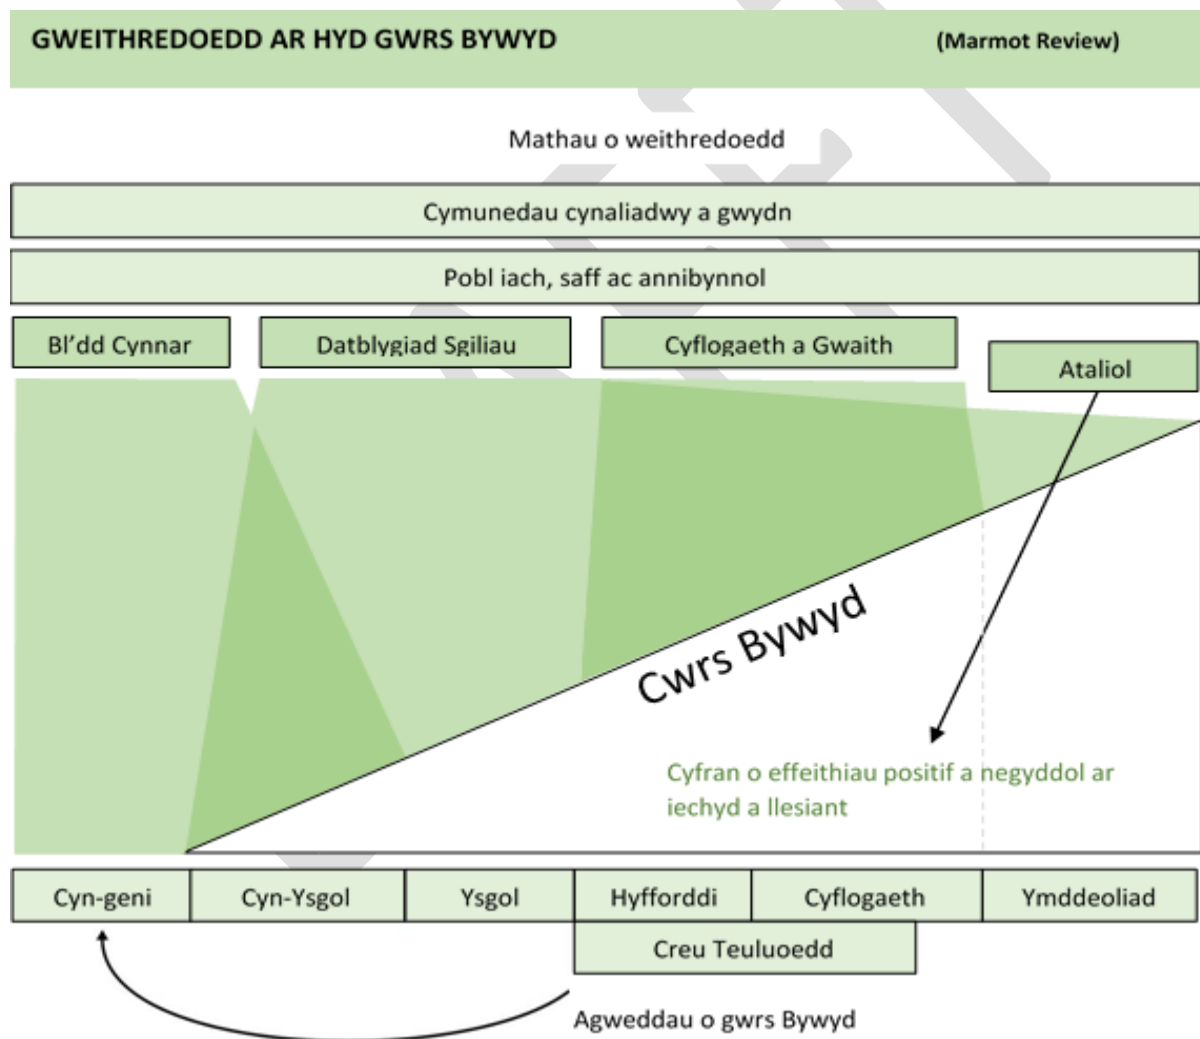 GWEITHREDOEDD AR HYD GWRS BYWYD (Marmot Review)
Mathau o weithredoedd
Cymunedau cynaliadwy a gwydn
Pobl iach, saff ac annibynnol
Bl'dd Cynnar
Datblygiad Sgiliau
Cyflogaeth a Gwaith
Ataliol
Cwrs Bywyd
Cyfran o effeithiau positif a negyddol ar
iechyd a llesiant
Cyn-geni
Cyn-Ysgol
Ysgol
Hyfforddi
Cyflogaeth
Ymddeoliad
Creu Teuluoedd
Agweddau o gwrs Bywyd